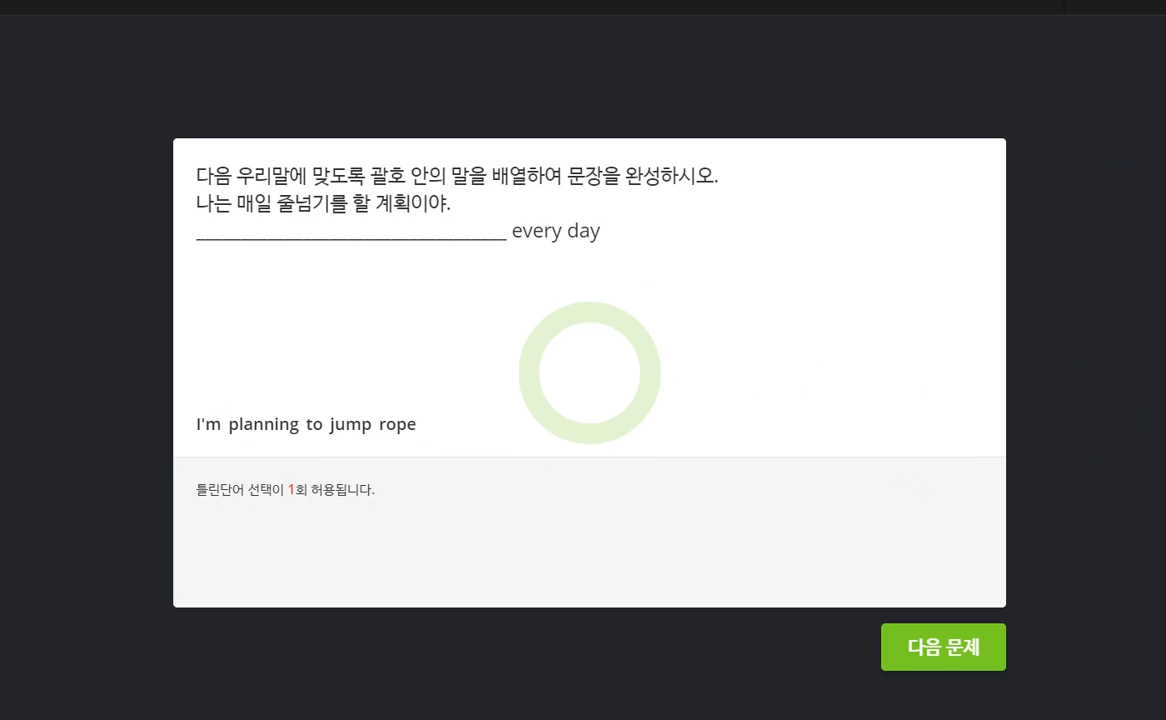 다음 우리말에 맞도록 괄호 안의 말을 배열하여 문장을 완성하시오.
나는 매일 줄넘기를 할 계획이야.
___________________________________ every day
I'm planning to jump rope
틀린단어 선택이 1회 허용됩니다.
다음 문제